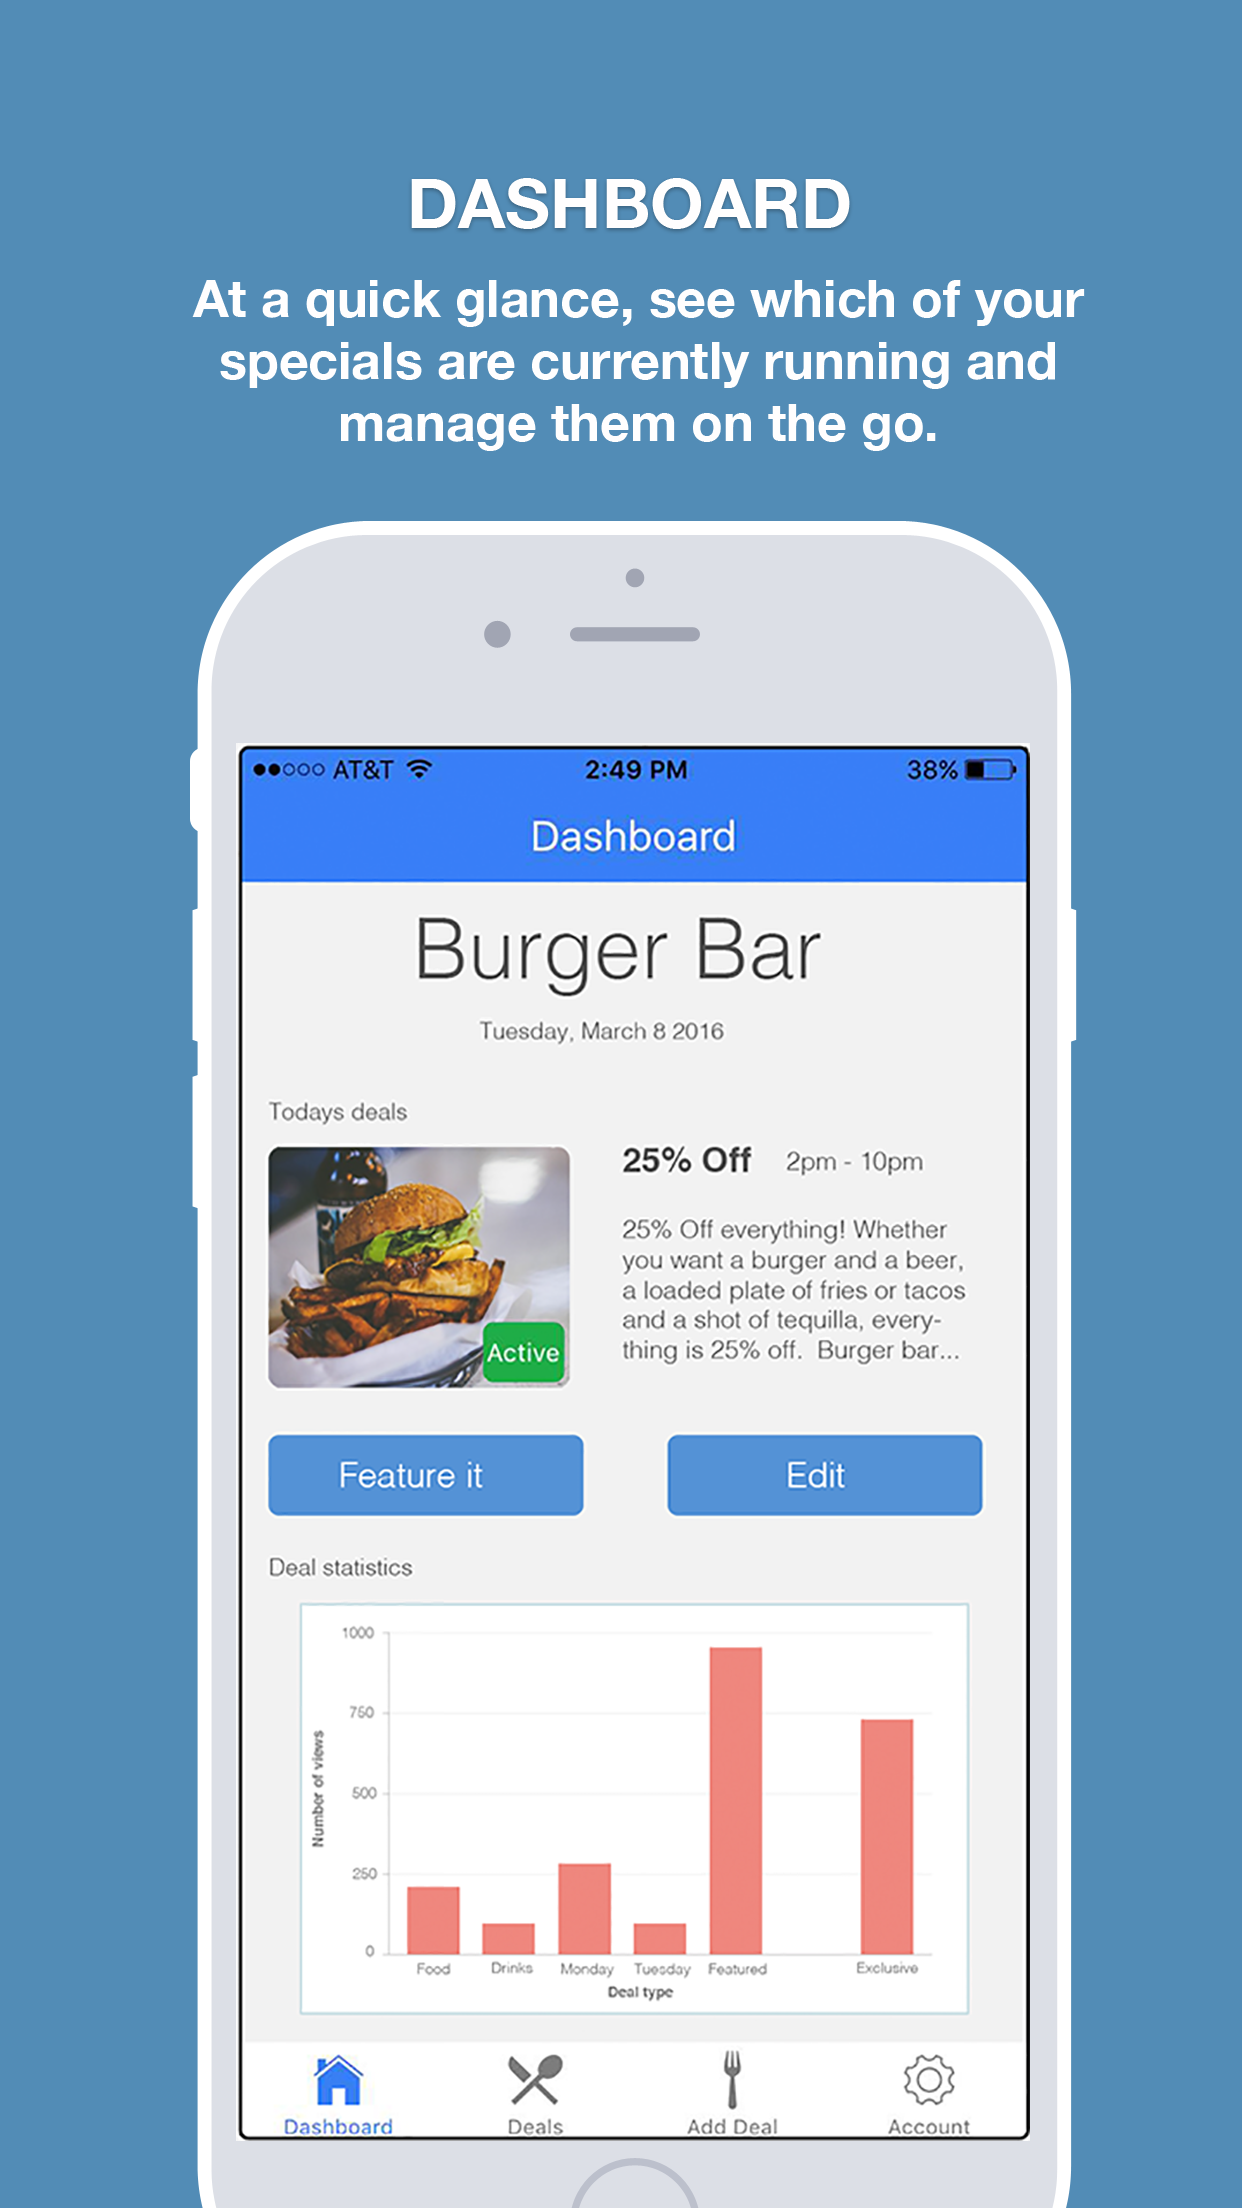 DASHBOARD
At a quick glance, see which of your
specials are currently running and
manage them on the go.
AT&T 2:49 PM 38%
Dashboard
Burger Bar
Tuesday, March 8 2016
Todays deals
25% Off 2pm - 10pm
25% Off everything! Whether
you want a burger and a beer,
a loaded plate of fries or tacos
and a shot of tequilla, every-
thing is 25% off. Burger bar...
Active
Feature it Edit
Deal statistics
1000
750
500
250
0
Number of views
Food Drinks Monday Tuesday Featured Exclusive
Deal type
Dashboard Deals Add Deal Account